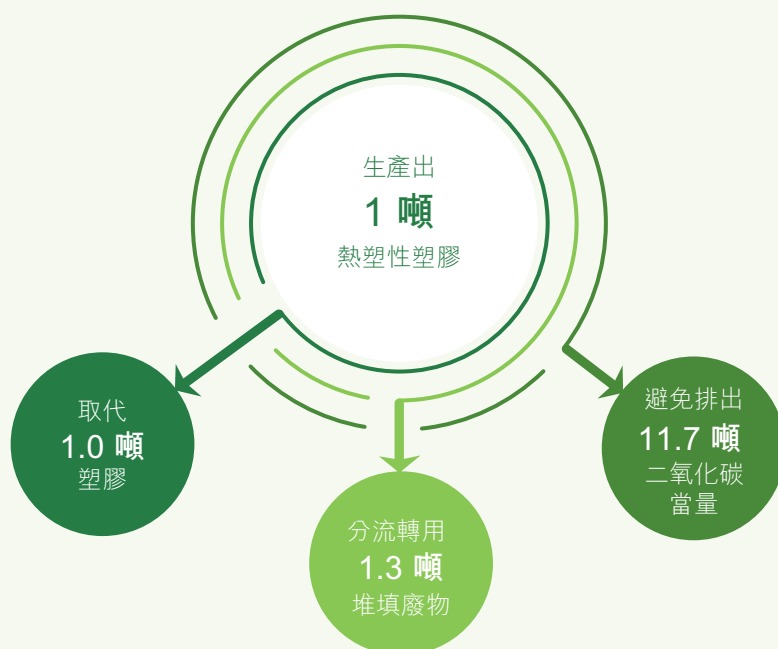 生產出
1 噸
熱塑性塑膠
取代
1.0 噸
塑膠
分流轉用
1.3 噸
堆填廢物
避免排出
11.7 噸
二氧化碳
當量